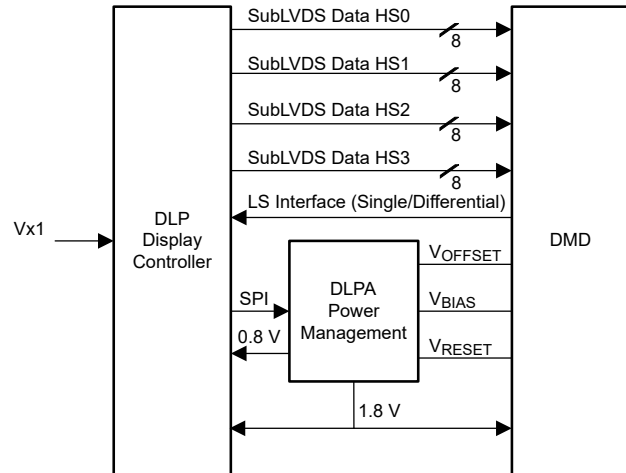 SubLVDS Data HS0
8
SubLVDS Data HS1
8
SubLVDS Data HS2
8
SubLVDS Data HS3
8
LS Interface (Single/Differential)
Vx1
DLP
Display
Controller
DMD
SPI
0.8 V
DLPA
Power
Management
VOFFSET
VBIAS
VRESET
1.8 V